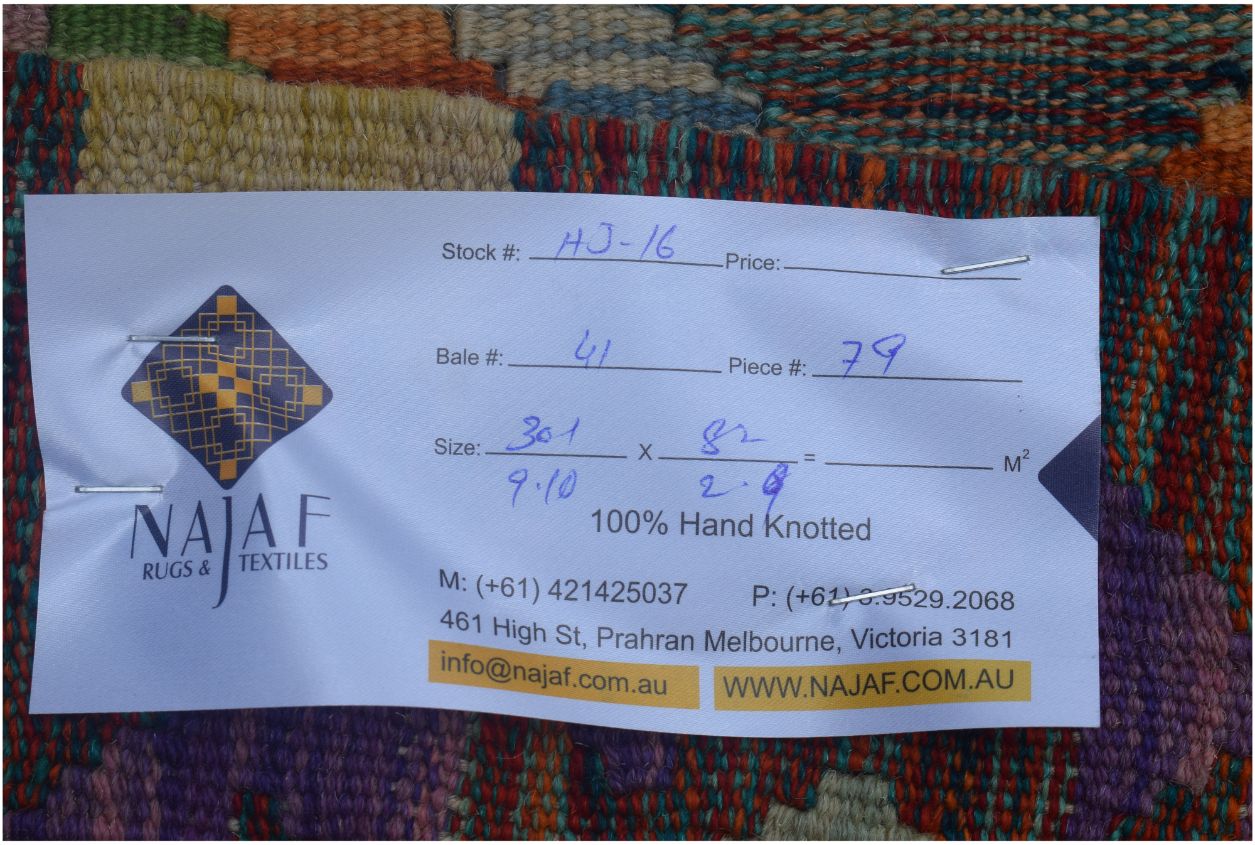 NAJAF
RUGS & TEXTILES
Stock #: HJ-16 Price:
Bale #: 41 Piece #: 79
Size: 301 X 82 = M²
9.10
100% Hand Knotted
M: (+61) 421425037 P: (+61) 3.9529.2068
461 High St, Prahran Melbourne, Victoria 3181
info@najaf.com.au WWW.NAJAF.COM.AU